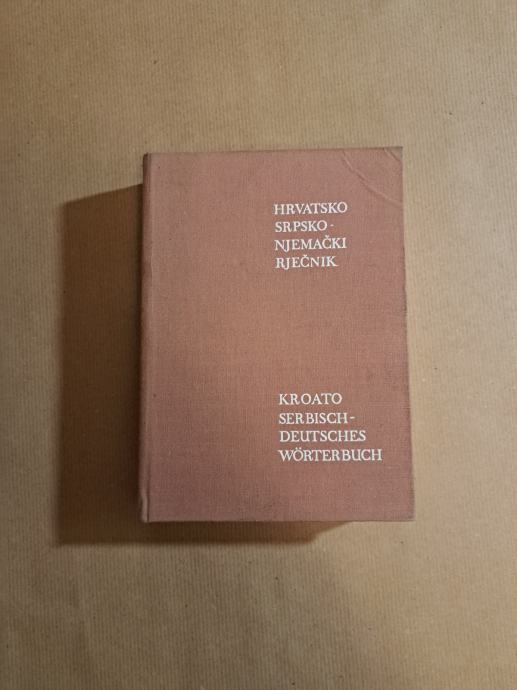 HRVATSKO
SRPSKO-
NJEMAČKI
RJEČNIK
KROATO
SERBISCH-
DEUTSCHES
WÖRTERBUCH